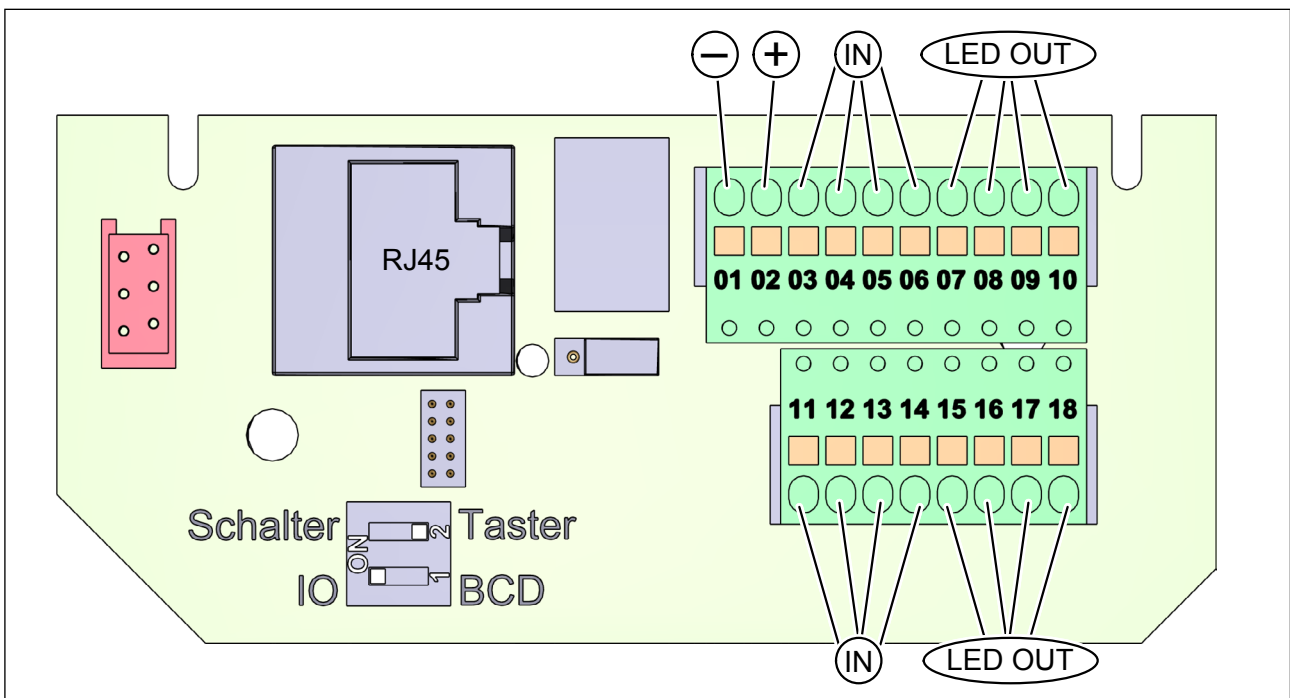 − + IN LED OUT
RJ45
01 02 03 04 05 06 07 08 09 10
11 12 13 14 15 16 17 18
Schalter ON 2 Taster
IO 1 BCD
IN LED OUT